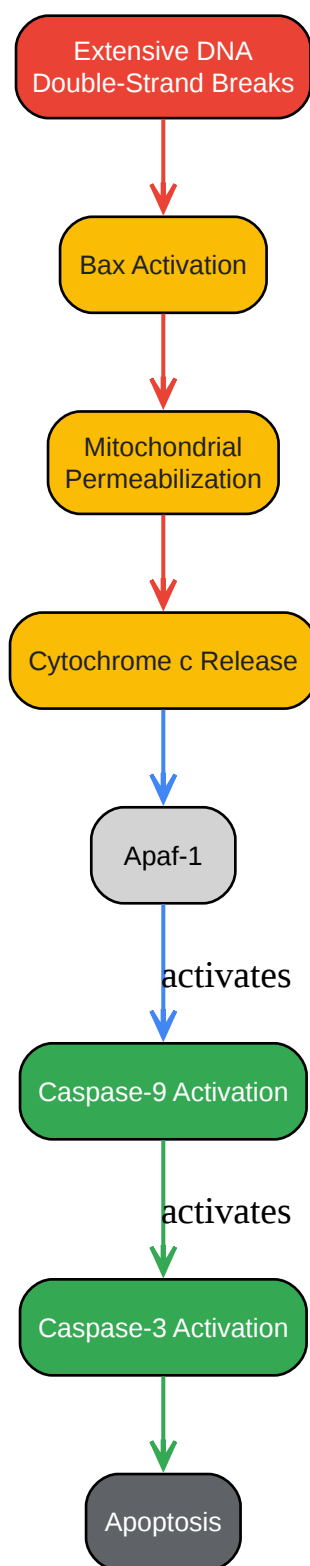 Extensive DNA
Double-Strand Breaks
Bax Activation
Mitochondrial
Permeabilization
Cytochrome c Release
Apaf-1
activates
Caspase-9 Activation
activates
Caspase-3 Activation
Apoptosis